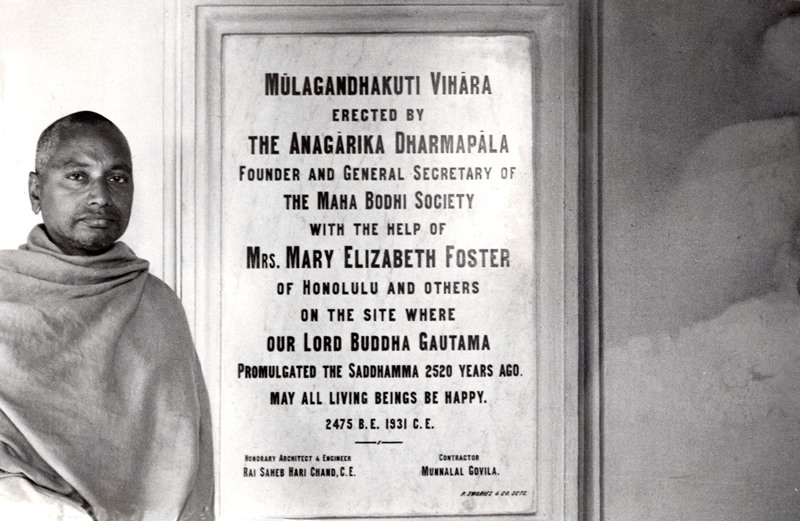 MŪLAGANDHAKUTI VIHĀRA
ERECTED BY
THE ANAGĀRIKA DHARMAPĀLA
FOUNDER AND GENERAL SECRETARY OF
THE MAHA BODHI SOCIETY
WITH THE HELP OF
MRS. MARY ELIZABETH FOSTER
OF HONOLULU AND OTHERS
ON THE SITE WHERE
OUR LORD BUDDHA GAUTAMA
PROMULGATED THE SADDHAMMA 2520 YEARS AGO.
MAY ALL LIVING BEINGS BE HAPPY.
2475 B.E. 1931 C.E.
HONORARY ARCHITECT & ENGINEER
RAI SAHEB HARI CHAND, C.E.
CONTRACTOR
MUNNALAL GOVILA.
& CO. SCPS.